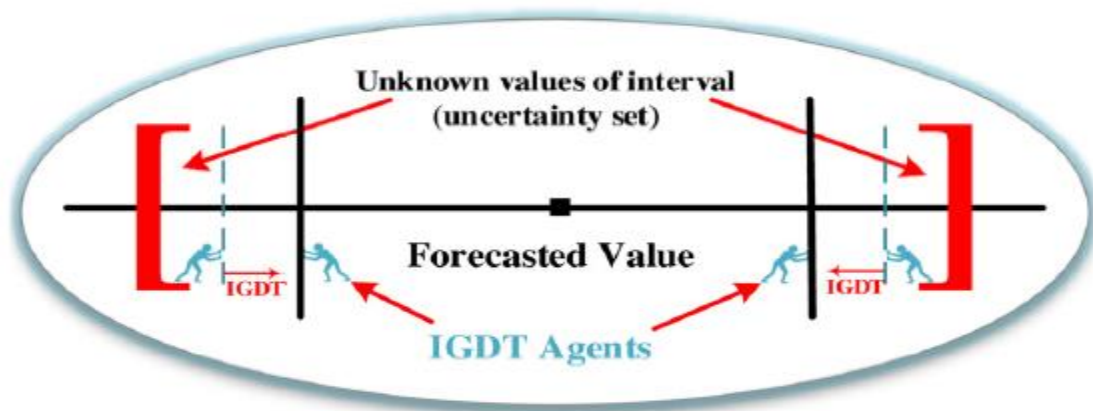 Unknown values of interval
(uncertainty set)
Forecasted Value
IGDT
IGDT
IGDT Agents